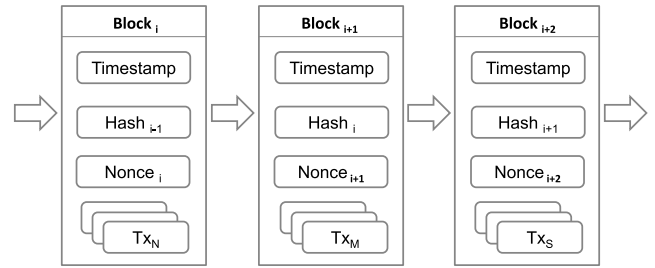 Block i
Timestamp
Hash i-1
Nonce i
TxN
Block i+1
Timestamp
Hash i
Nonce i+1
TxM
Block i+2
Timestamp
Hash i+1
Nonce i+2
TxS